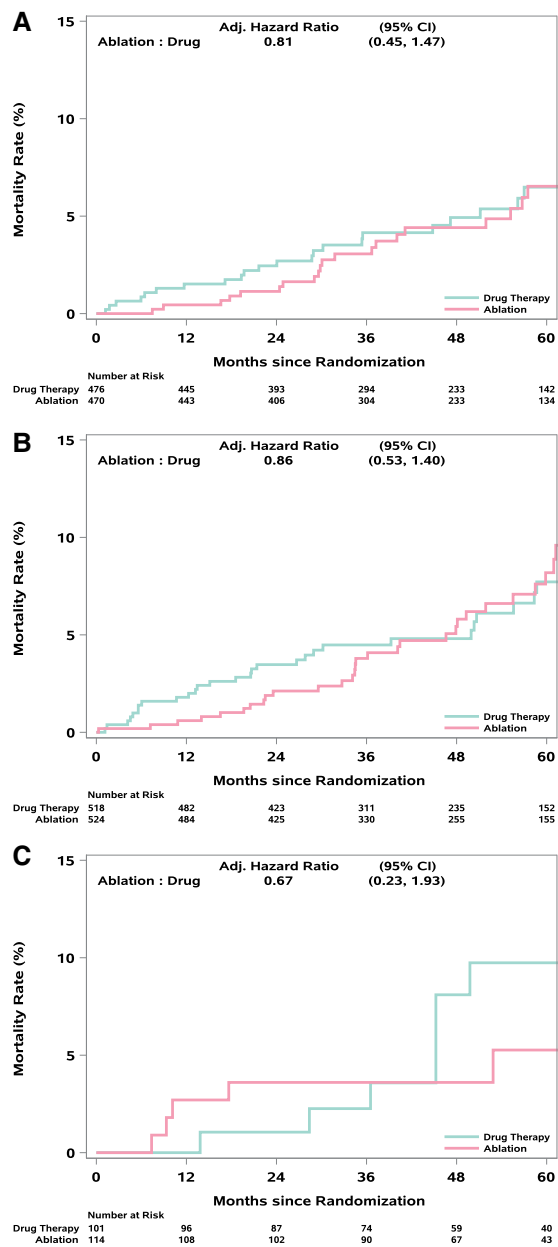 A
Adj. Hazard Ratio (95% CI)
Ablation : Drug 0.81 (0.45, 1.47)
15
10
5
0
Mortality Rate (%)
Drug Therapy
Ablation
0 12 24 36 48 60
Months since Randomization
Number at Risk
Drug Therapy 476 445 393 294 233 142
Ablation 470 443 406 304 233 134
B
Adj. Hazard Ratio (95% CI)
Ablation : Drug 0.86 (0.53, 1.40)
15
10
5
0
Mortality Rate (%)
Drug Therapy
Ablation
0 12 24 36 48 60
Months since Randomization
Number at Risk
Drug Therapy 518 482 423 311 235 152
Ablation 524 484 425 330 255 155
C
Adj. Hazard Ratio (95% CI)
Ablation : Drug 0.67 (0.23, 1.93)
15
10
5
0
Mortality Rate (%)
Drug Therapy
Ablation
0 12 24 36 48 60
Months since Randomization
Number at Risk
Drug Therapy 101 96 87 74 59 40
Ablation 114 108 102 90 67 43